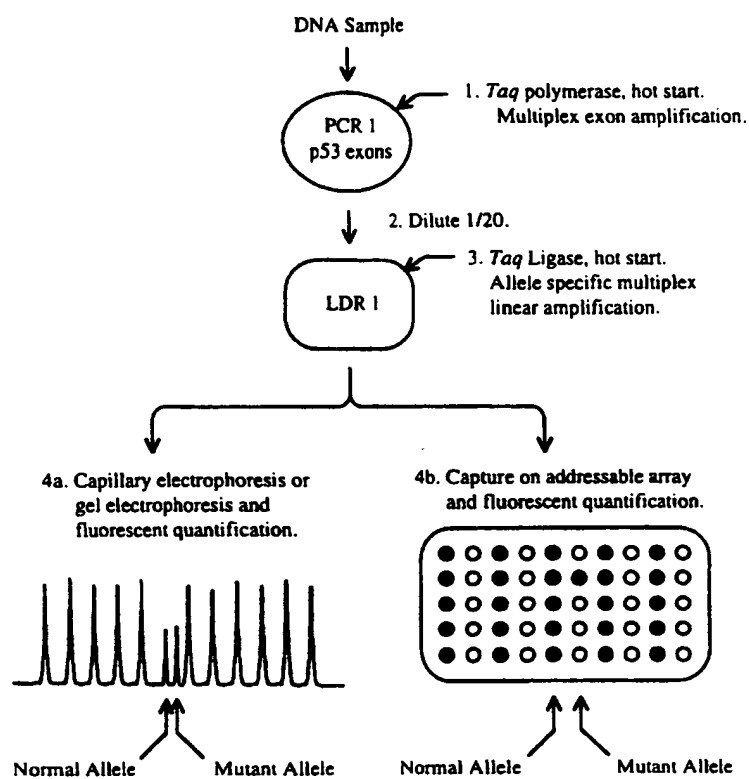 DNA Sample
1. Taq polymerase, hot start.
Multiplex exon amplification.
PCR 1
p53 exons
2. Dilute 1/20.
3. Taq Ligase, hot start.
Allele specific multiplex
linear amplification.
LDR 1
4a. Capillary electrophoresis or
gel electrophoresis and
fluorescent quantification.
4b. Capture on addressable array
and fluorescent quantification.
Normal Allele
Mutant Allele
Normal Allele
Mutant Allele